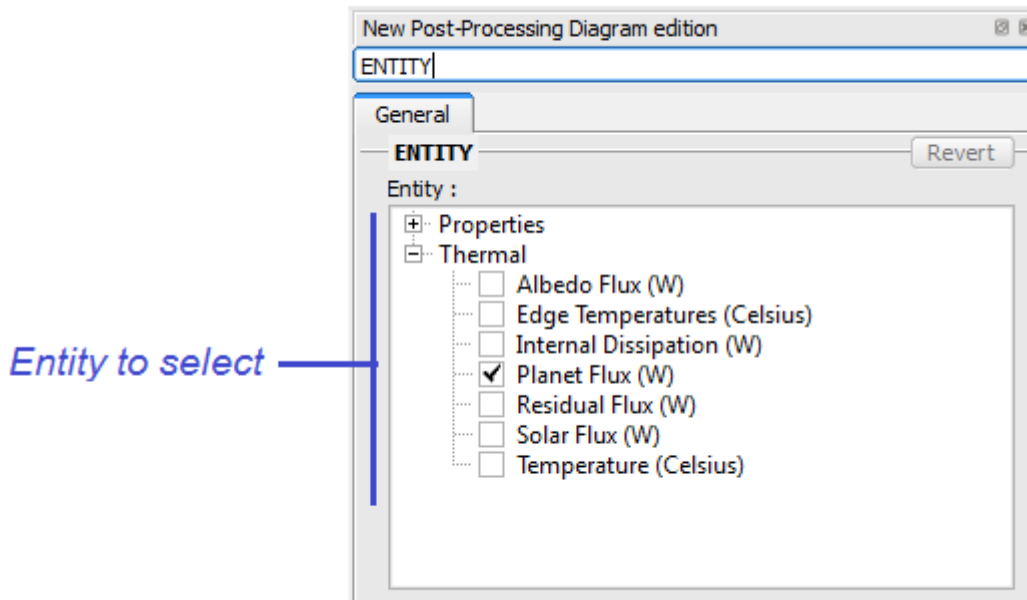 New Post-Processing Diagram edition
ENTITY
General
ENTITY
Revert
Entity :
Properties
Thermal
Albedo Flux (W)
Edge Temperatures (Celsius)
Internal Dissipation (W)
Entity to select
Planet Flux (W)
Residual Flux (W)
Solar Flux (W)
Temperature (Celsius)